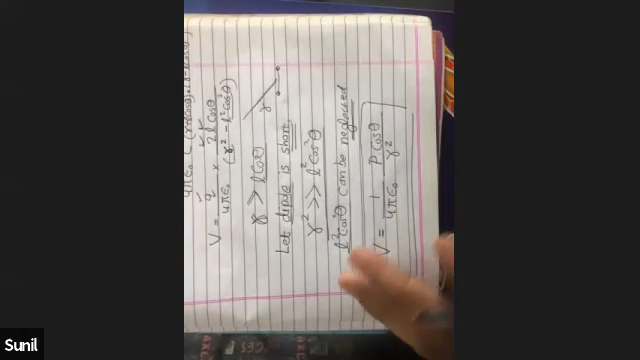 V = q/4πε₀ × 2l cosθ/(r² − l² cos²θ)
r > l cosθ
Let dipole is short,
r² >> l² cos²θ
l² cos²θ can be neglected
V = 1/4πε₀ P cosθ/r²
r
Sunil